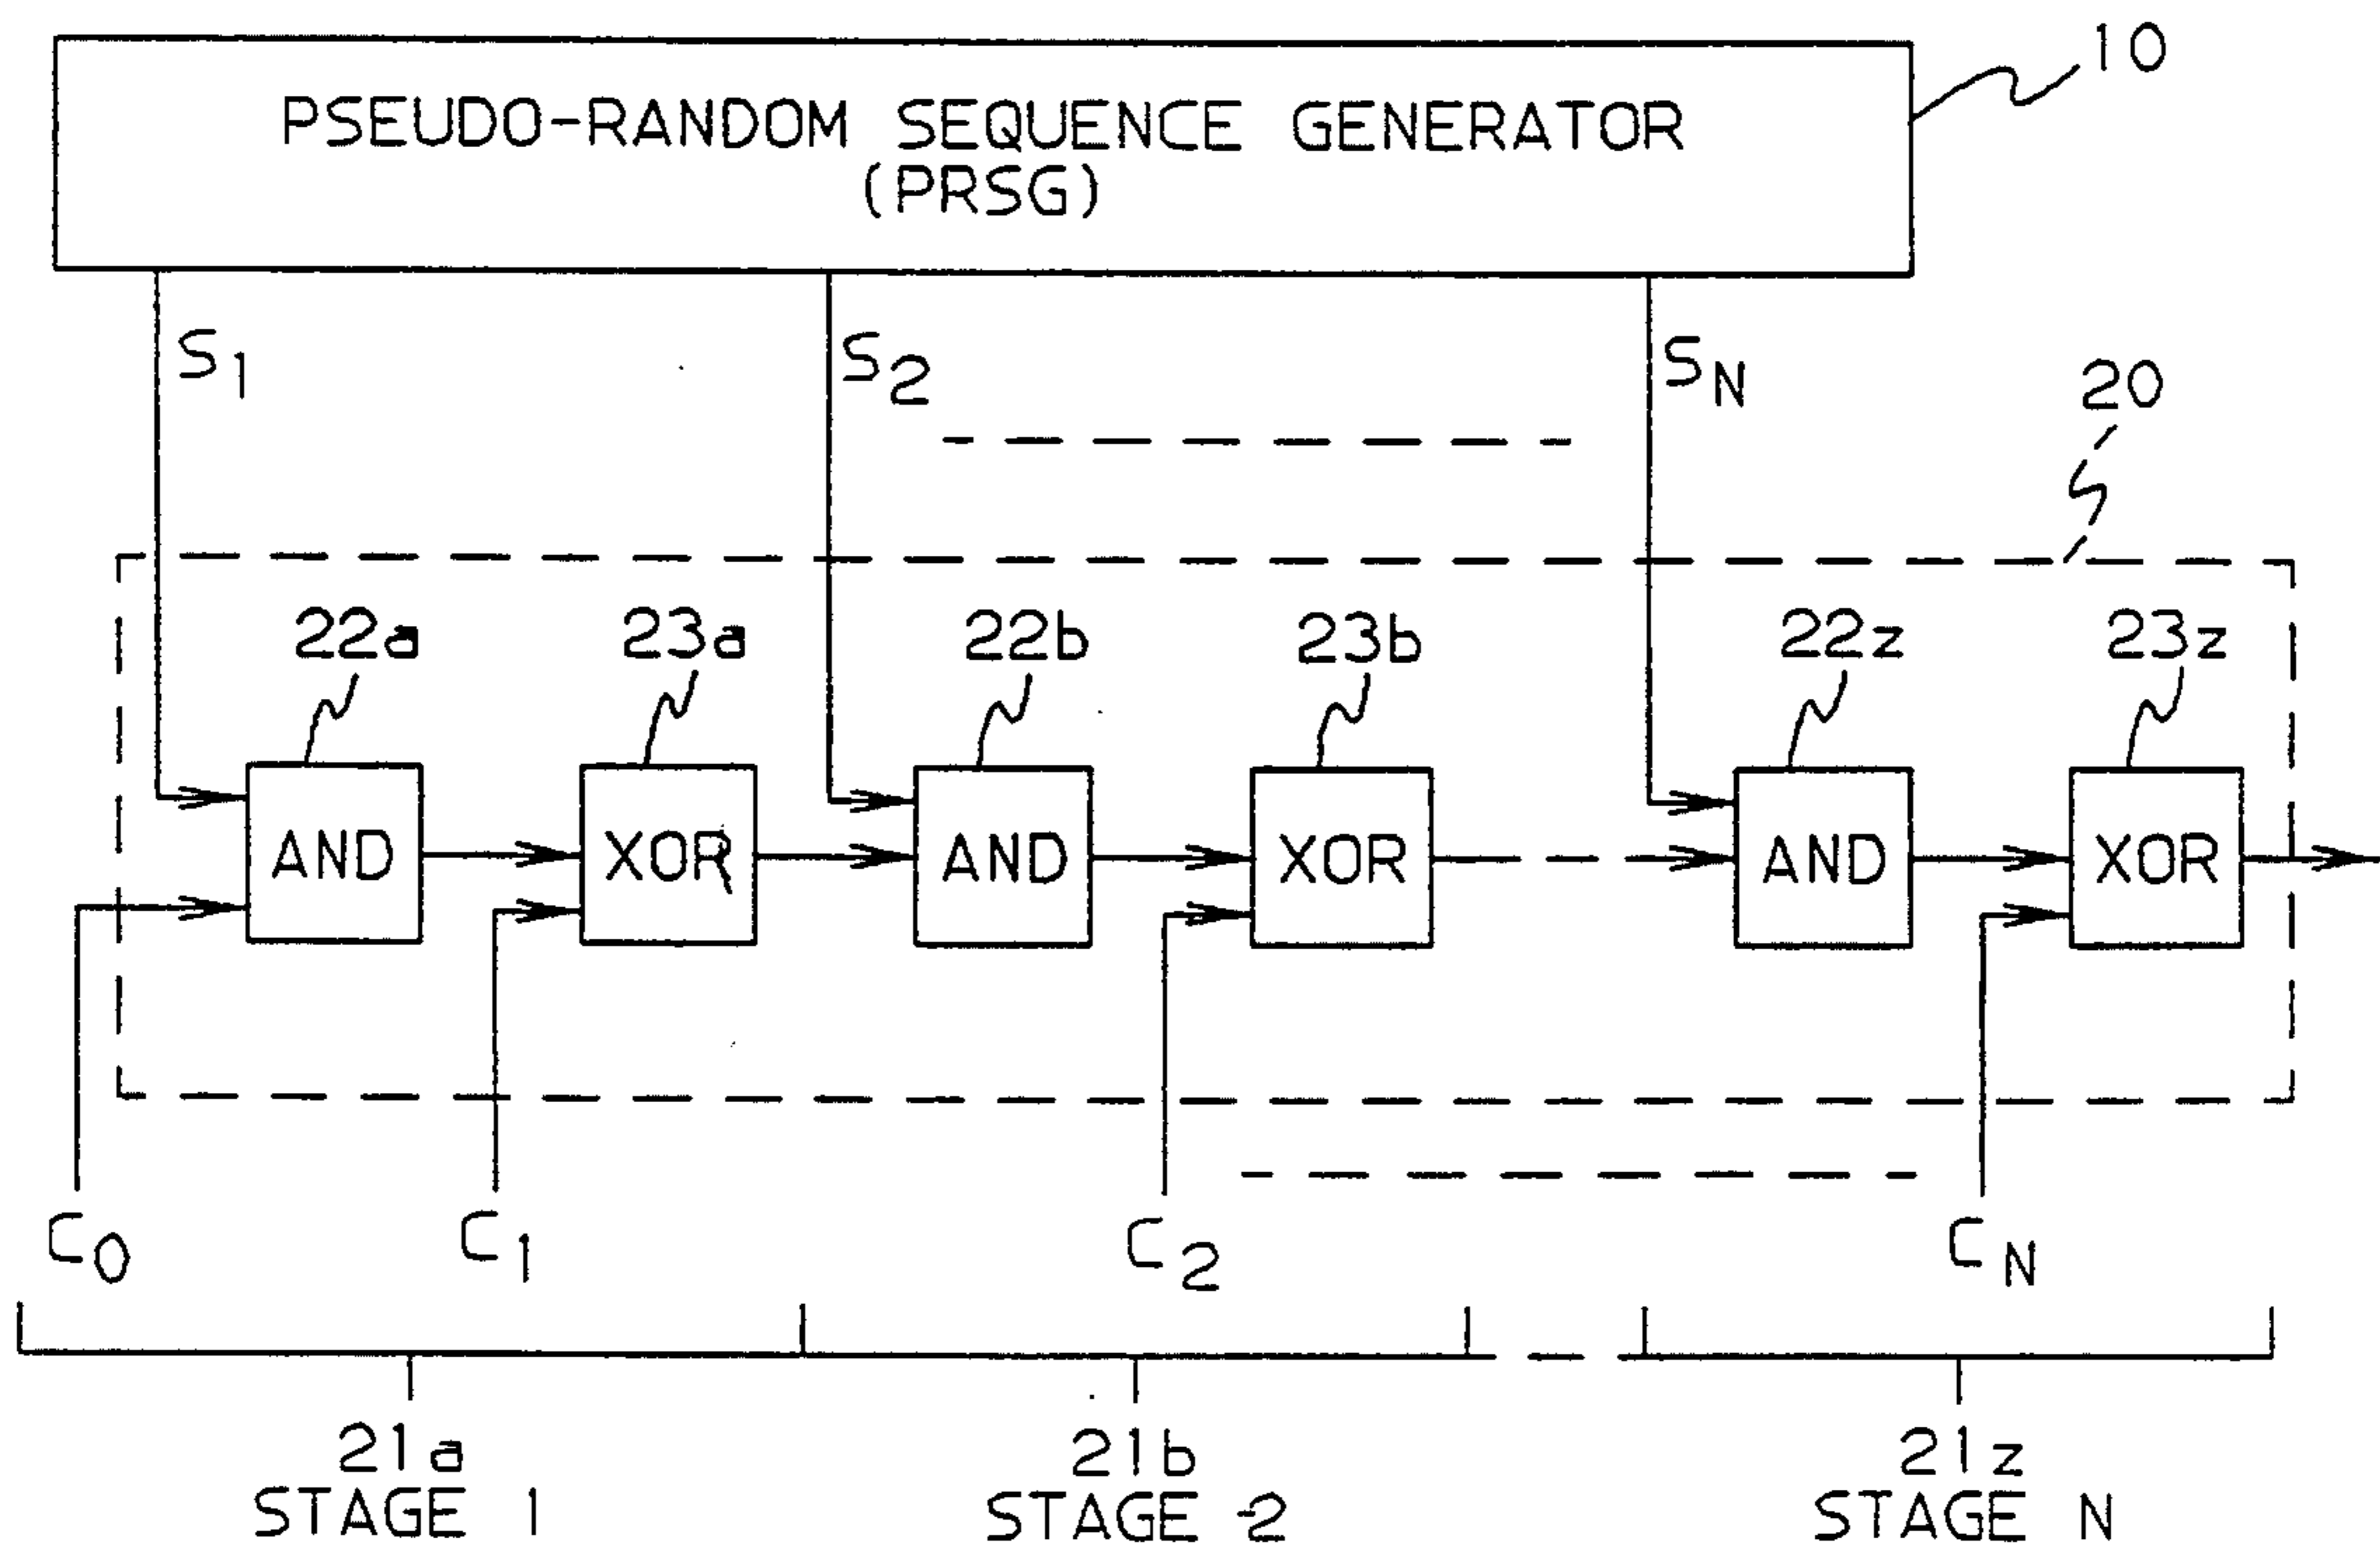 10
PSEUDO-RANDOM SEQUENCE GENERATOR
(PRSG)
S1
S2
SN
20
22a
23a
22b
23b
22z
23z
AND
XOR
AND
XOR
AND
XOR
C0
C1
C2
CN
21a
21b
21z
STAGE 1
STAGE 2
STAGE N